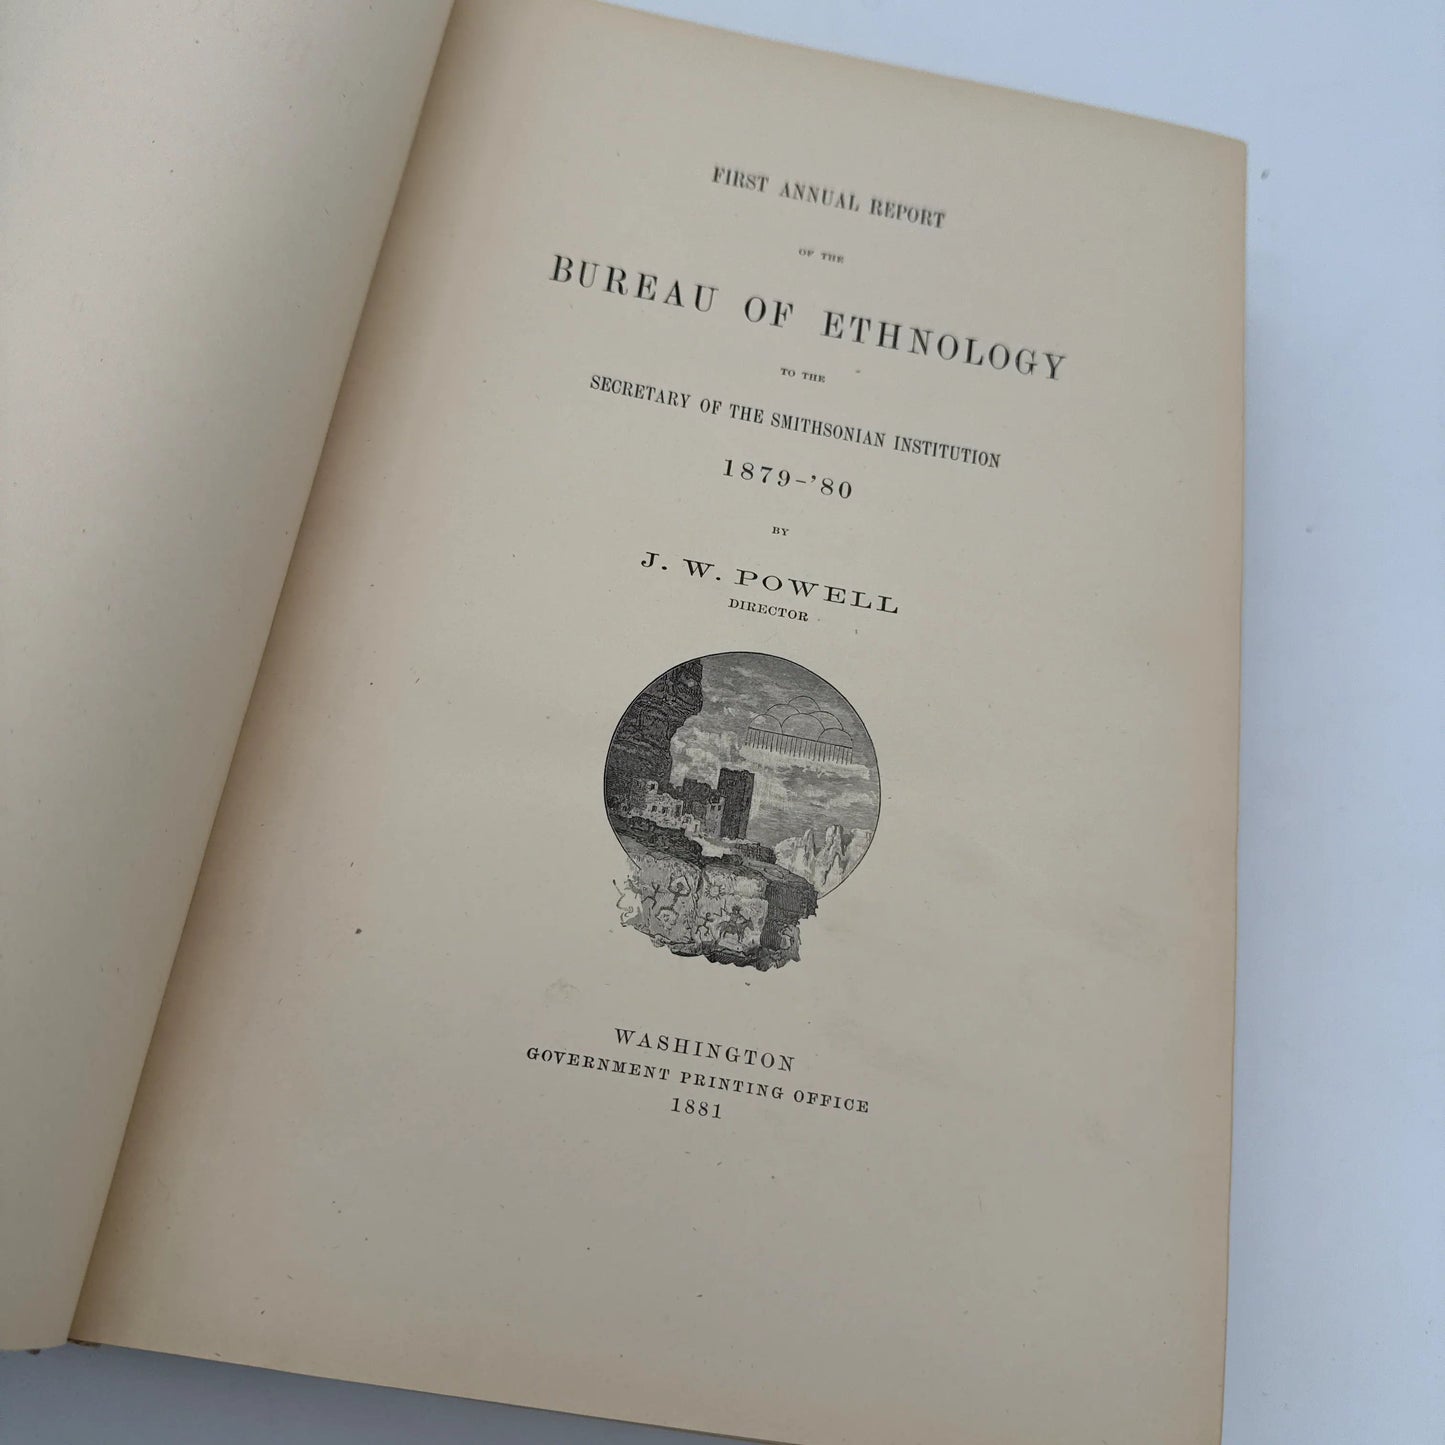 FIRST ANNUAL REPORT
OF THE
BUREAU OF ETHNOLOGY
TO THE
SECRETARY OF THE SMITHSONIAN INSTITUTION
1879-'80
BY
J. W. POWELL
DIRECTOR
WASHINGTON
GOVERNMENT PRINTING OFFICE
1881